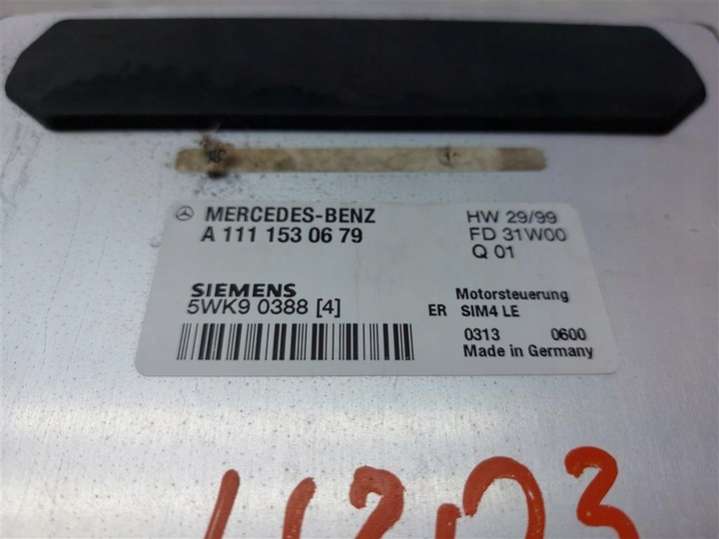 MERCEDES-BENZ
A 111 153 06 79
HW 29/99
FD 31W00
Q 01
SIEMENS
5WK9 0388 [4]
Motorsteuerung
ER SIM4 LE
0313 0600
Made in Germany